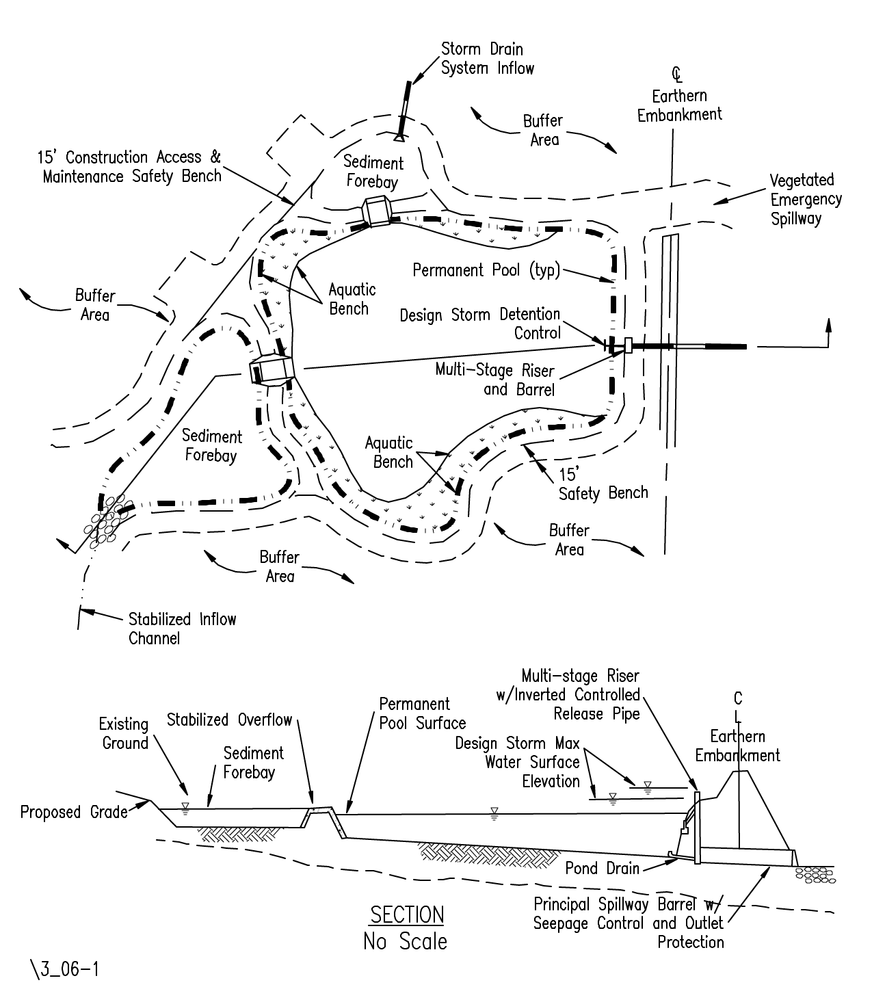 Storm Drain
System Inflow
℄
Earthern
Embankment
Buffer
Area
15' Construction Access &
Maintenance Safety Bench
Sediment
Forebay
Vegetated
Emergency
Spillway
Permanent Pool (typ)
Buffer
Area
Aquatic
Bench
Design Storm Detention
Control
Multi-Stage Riser
and Barrel
Sediment
Forebay
Aquatic
Bench
15'
Safety Bench
Buffer
Area
Buffer
Area
Stabilized Inflow
Channel
Multi-stage Riser
w/Inverted Controlled
Release Pipe
C
L
Earthern
Embankment
Permanent
Pool Surface
Stabilized Overflow
Existing
Ground
Sediment
Forebay
Design Storm Max
Water Surface
Elevation
Proposed Grade
Pond Drain
Principal Spillway Barrel w/
Seepage Control and Outlet
Protection
SECTION
No Scale
\3_06-1